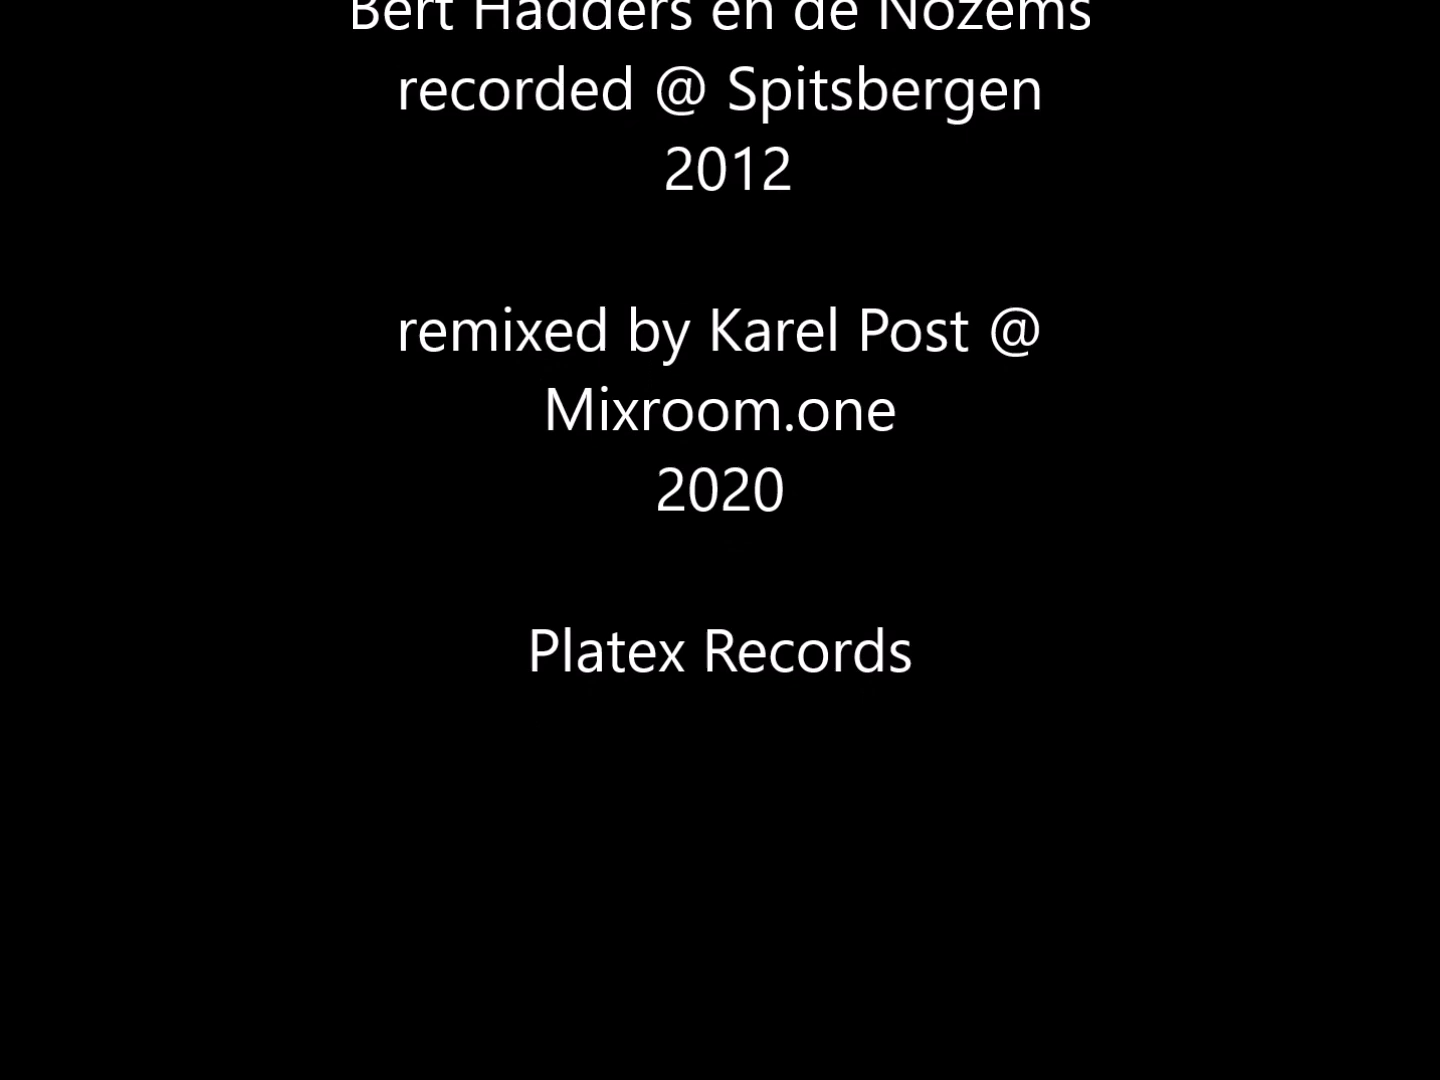 Bert Hadders en de Nozems
recorded @ Spitsbergen
2012
remixed by Karel Post @
Mixroom.one
2020
Platex Records